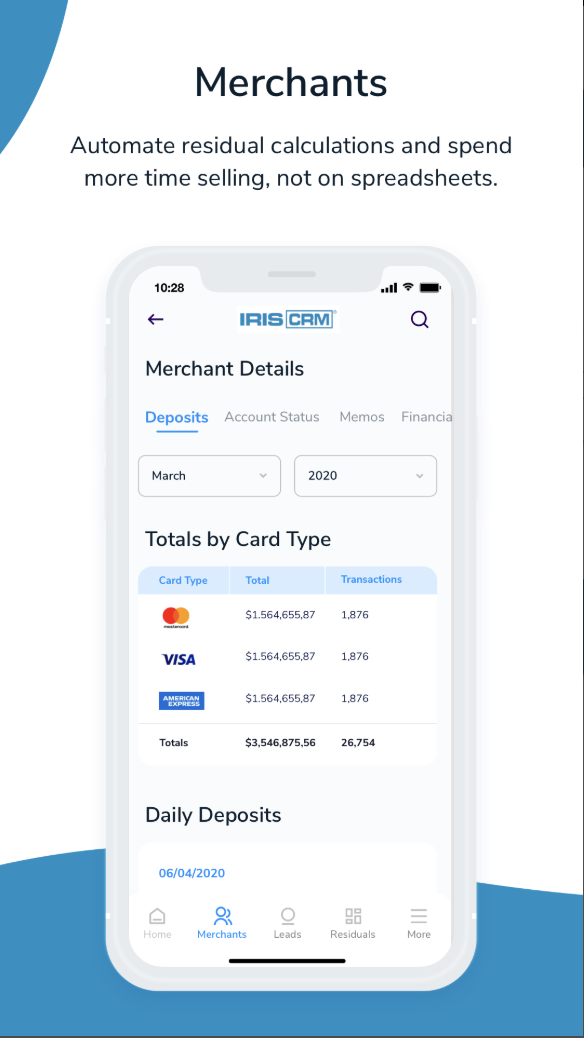 Merchants
Automate residual calculations and spend
more time selling, not on spreadsheets.
10:28
IRIS CRM®
Merchant Details
Deposits Account Status Memos Financia
March 2020
Totals by Card Type
Card Type Total Transactions
mastercard $1.564,655,87 1,876
VISA $1.564,655,87 1,876
AMERICAN
EXPRESS $1.564,655,87 1,876
Totals $3,546,875,56 26,754
Daily Deposits
06/04/2020
Home Merchants Leads Residuals More